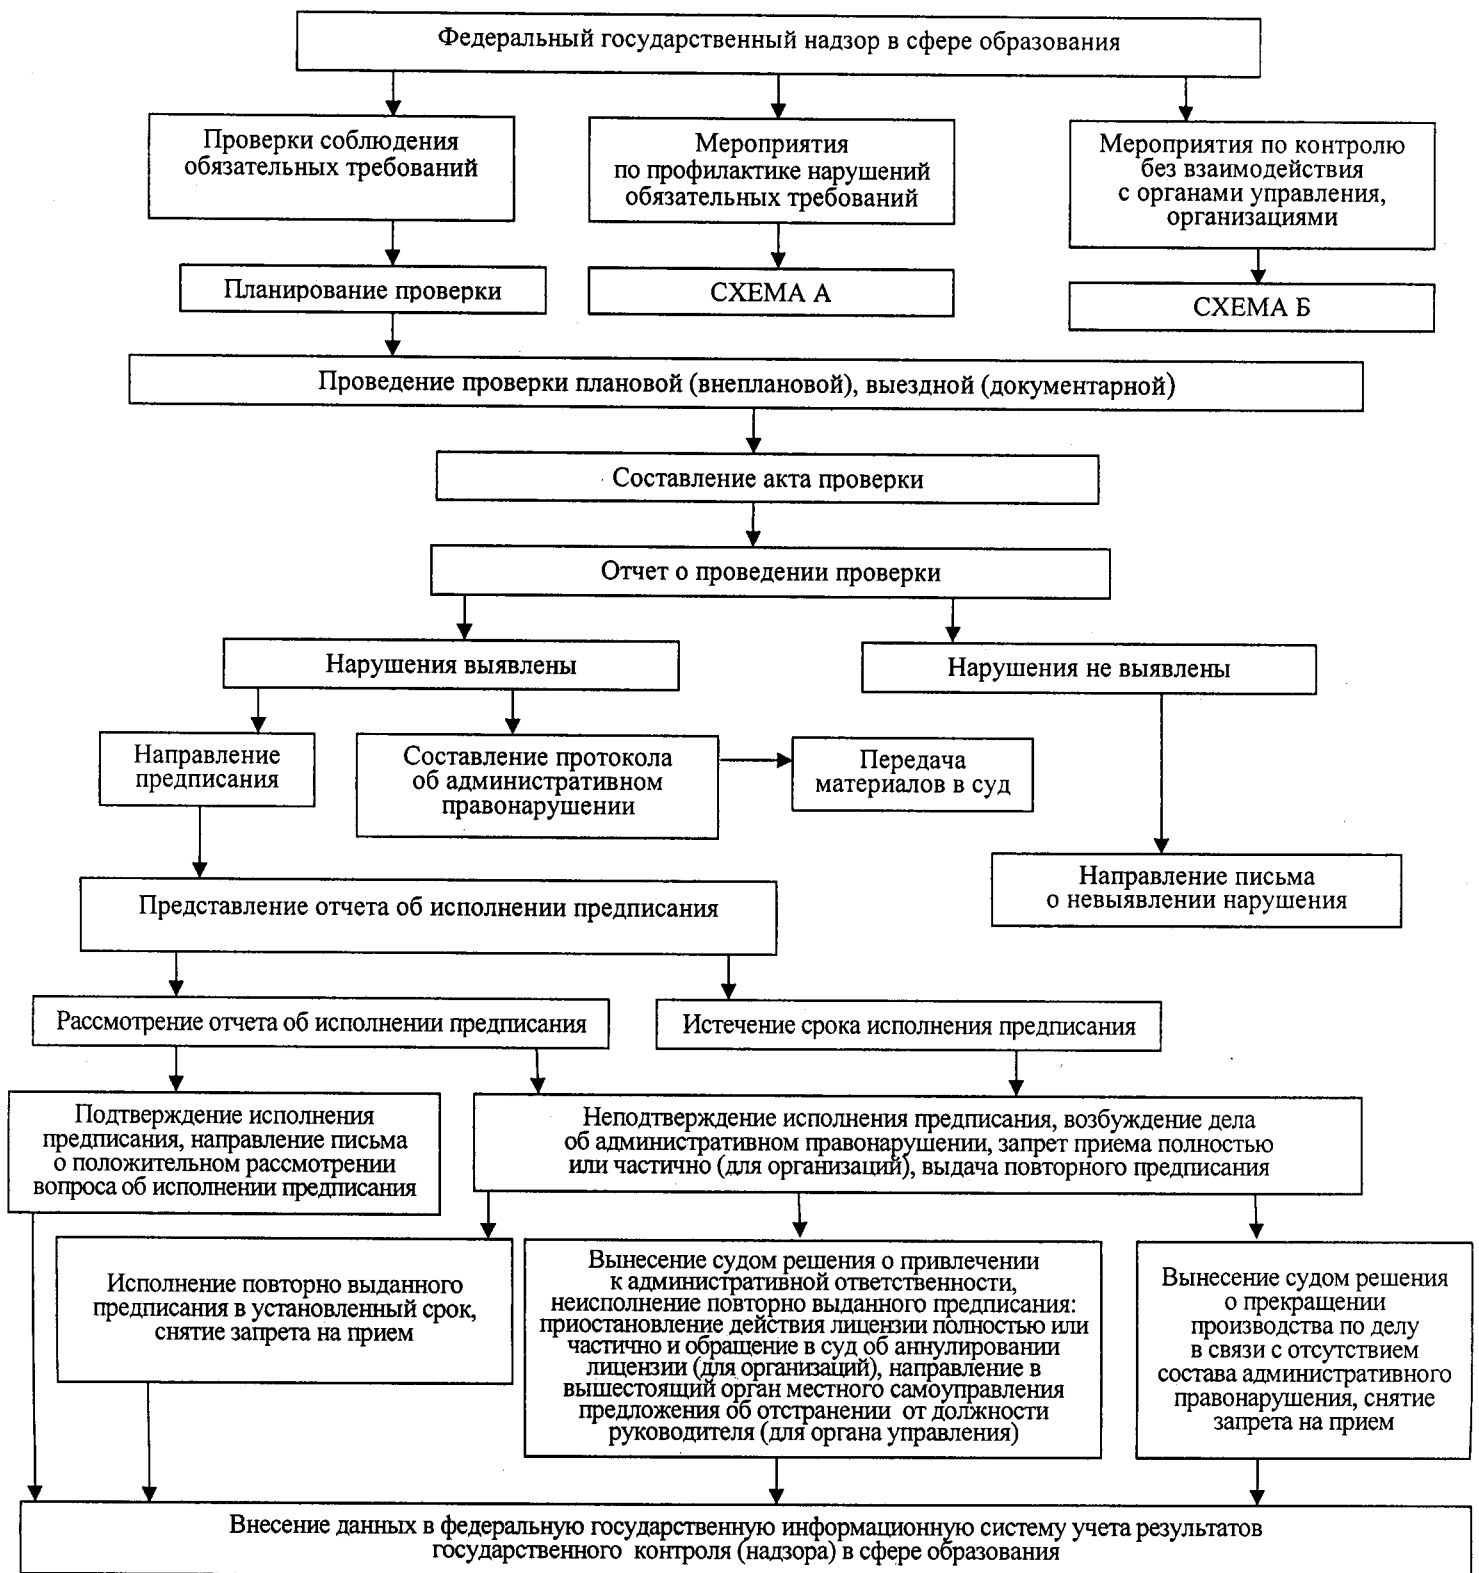 Федеральный государственный надзор в сфере образования
Проверки соблюдения
обязательных требований
Мероприятия
по профилактике нарушений
обязательных требований
Мероприятия по контролю
без взаимодействия
с органами управления,
организациями
Планирование проверки
СХЕМА А
СХЕМА Б
Проведение проверки плановой (внеплановой), выездной (документарной)
Составление акта проверки
Отчет о проведении проверки
Нарушения выявлены
Нарушения не выявлены
Направление
предписания
Составление протокола
об административном
правонарушении
Передача
материалов в суд
Направление письма
о невыявлении нарушения
Представление отчета об исполнении предписания
Рассмотрение отчета об исполнении предписания
Истечение срока исполнения предписания
Подтверждение исполнения
предписания, направление письма
о положительном рассмотрении
вопроса об исполнении предписания
Неподтверждение исполнения предписания, возбуждение дела
об административном правонарушении, запрет приема полностью
или частично (для организаций), выдача повторного предписания
Исполнение повторно выданного
предписания в установленный срок,
снятие запрета на прием
Вынесение судом решения о привлечении
к административной ответственности,
неисполнение повторно выданного предписания:
приостановление действия лицензии полностью или
частично и обращение в суд об аннулировании
лицензии (для организаций), направление в
вышестоящий орган местного самоуправления
предложения об отстранении от должности
руководителя (для органа управления)
Вынесение судом решения
о прекращении
производства по делу
в связи с отсутствием
состава административного
правонарушения, снятие
запрета на прием
Внесение данных в федеральную государственную информационную систему учета результатов
государственного контроля (надзора) в сфере образования